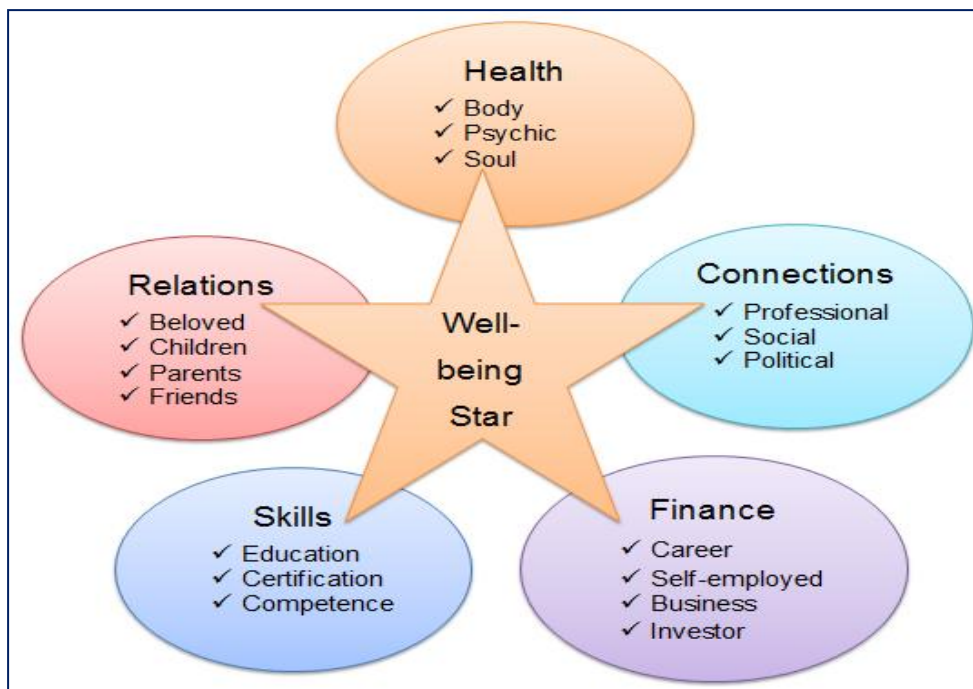 Health
✓ Body
✓ Psychic
✓ Soul
Relations
✓ Beloved
✓ Children
✓ Parents
✓ Friends
Well-
being
Star
Connections
✓ Professional
✓ Social
✓ Political
Skills
✓ Education
✓ Certification
✓ Competence
Finance
✓ Career
✓ Self-employed
✓ Business
✓ Investor